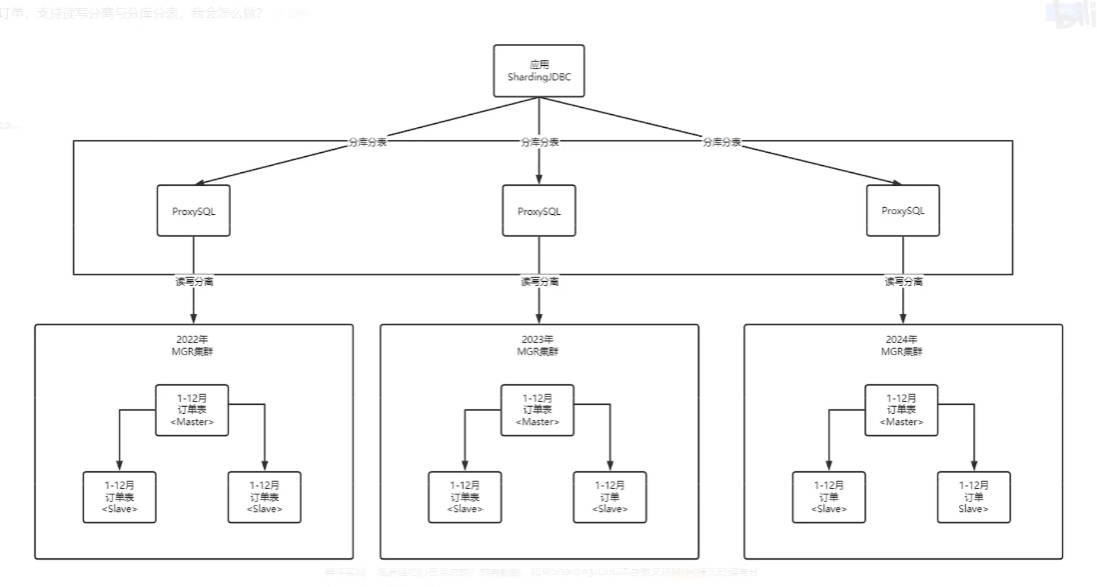 订单，支持读写分离与分库分表，我会怎么做？
应用
ShardingJDBC
分库分表
分库分表
分库分表
ProxySQL
ProxySQL
ProxySQL
读写分离
读写分离
读写分离
2022年
MGR集群
1-12月
订单表
<Master>
1-12月
订单表
<Slave>
1-12月
订单表
<Slave>
2023年
MGR集群
1-12月
订单表
<Master>
1-12月
订单表
<Slave>
1-12月
订单
<Slave>
2024年
MGR集群
1-12月
订单表
<Master>
1-12月
订单
<Slave>
1-12月
订单
Slave>